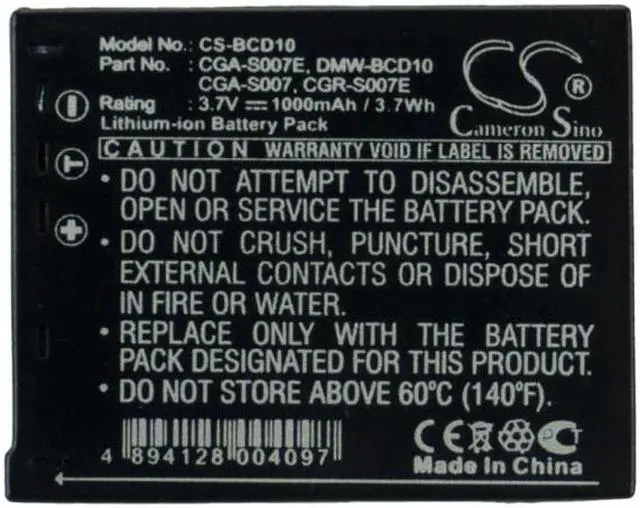 Model No.: CS-BCD10
Part No.: CGA-S007E, DMW-BCD10
CGA-S007, CGR-S007E
Rating: 3.7V 1000mAh / 3.7Wh
Lithium-ion Battery Pack
CS ®
Cameron Sino
CAUTION WARRANTY VOID IF LABEL IS REMOVED
− T +
• DO NOT ATTEMPT TO DISASSEMBLE,
OPEN OR SERVICE THE BATTERY PACK.
• DO NOT CRUSH, PUNCTURE, SHORT
EXTERNAL CONTACTS OR DISPOSE OF
IN FIRE OR WATER.
• REPLACE ONLY WITH THE BATTERY
PACK DESIGNATED FOR THIS PRODUCT.
• DO NOT STORE ABOVE 60°C (140°F).
4 894128 004097
CE PCT
Made In China